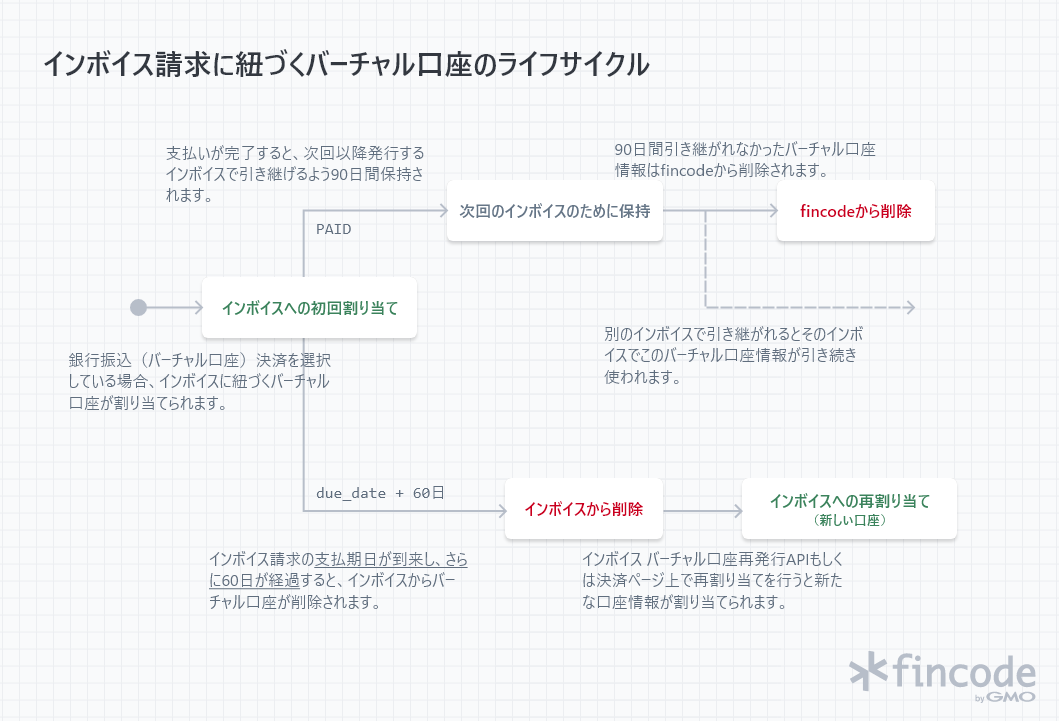 インボイス請求に紐づくバーチャル口座のライフサイクル
支払いが完了すると、次回以降発行する
インボイスで引き継げるよう90日間保持さ
れます。
90日間引き継がれなかったバーチャル口座
情報はfincodeから削除されます。
次回のインボイスのために保持
fincodeから削除
PAID
インボイスへの初回割り当て
別のインボイスで引き継がれるとそのインボ
イスでこのバーチャル口座情報が引き続き
使われます。
銀行振込（バーチャル口座）決済を選択
している場合、インボイスに紐づくバーチャル
口座が割り当てられます。
due_date + 60日
インボイスから削除
インボイスへの再割り当て
（新しい口座）
インボイス請求の支払期日が到来し、さら
に60日が経過すると、インボイスからバー
チャル口座が削除されます。
インボイス バーチャル口座再発行APIもしく
は決済ページ上で再割り当てを行うと新た
な口座情報が割り当てられます。
fincode
by GMO